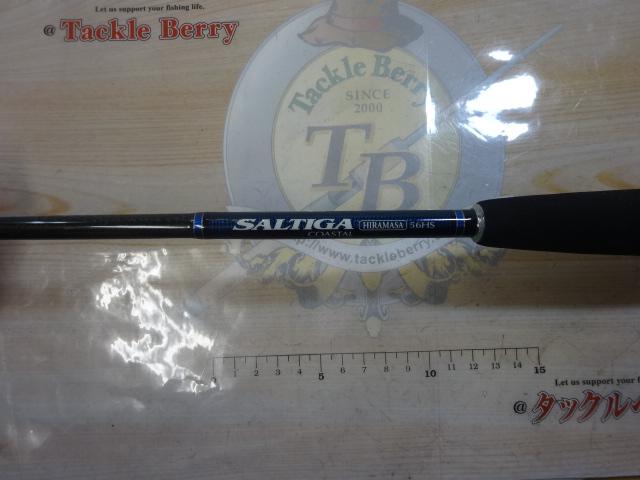 Let us support your fishing life.
@ Tackle Berry
Tackle Berry
SINCE
2000
TB
SALTIGA
COASTAL HIRAMASA 56HS
http://www.tackleberry.
1 2 3 4 5 6 7 8 9 10 11 12 13 14 15
Let us support your f
@タックル